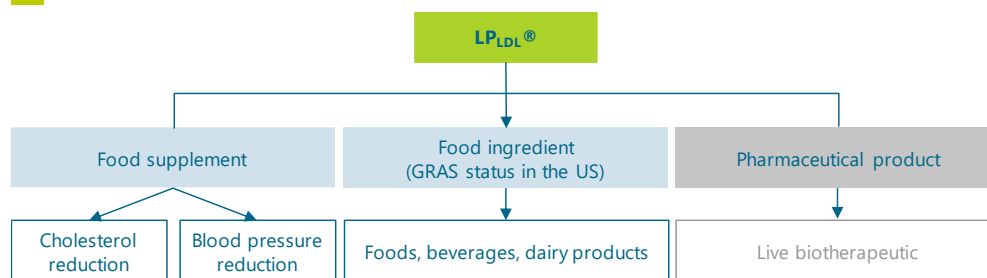 LPLDL®
Food supplement
Food ingredient
(GRAS status in the US)
Pharmaceutical product
Cholesterol
reduction
Blood pressure
reduction
Foods, beverages, dairy products
Live biotherapeutic